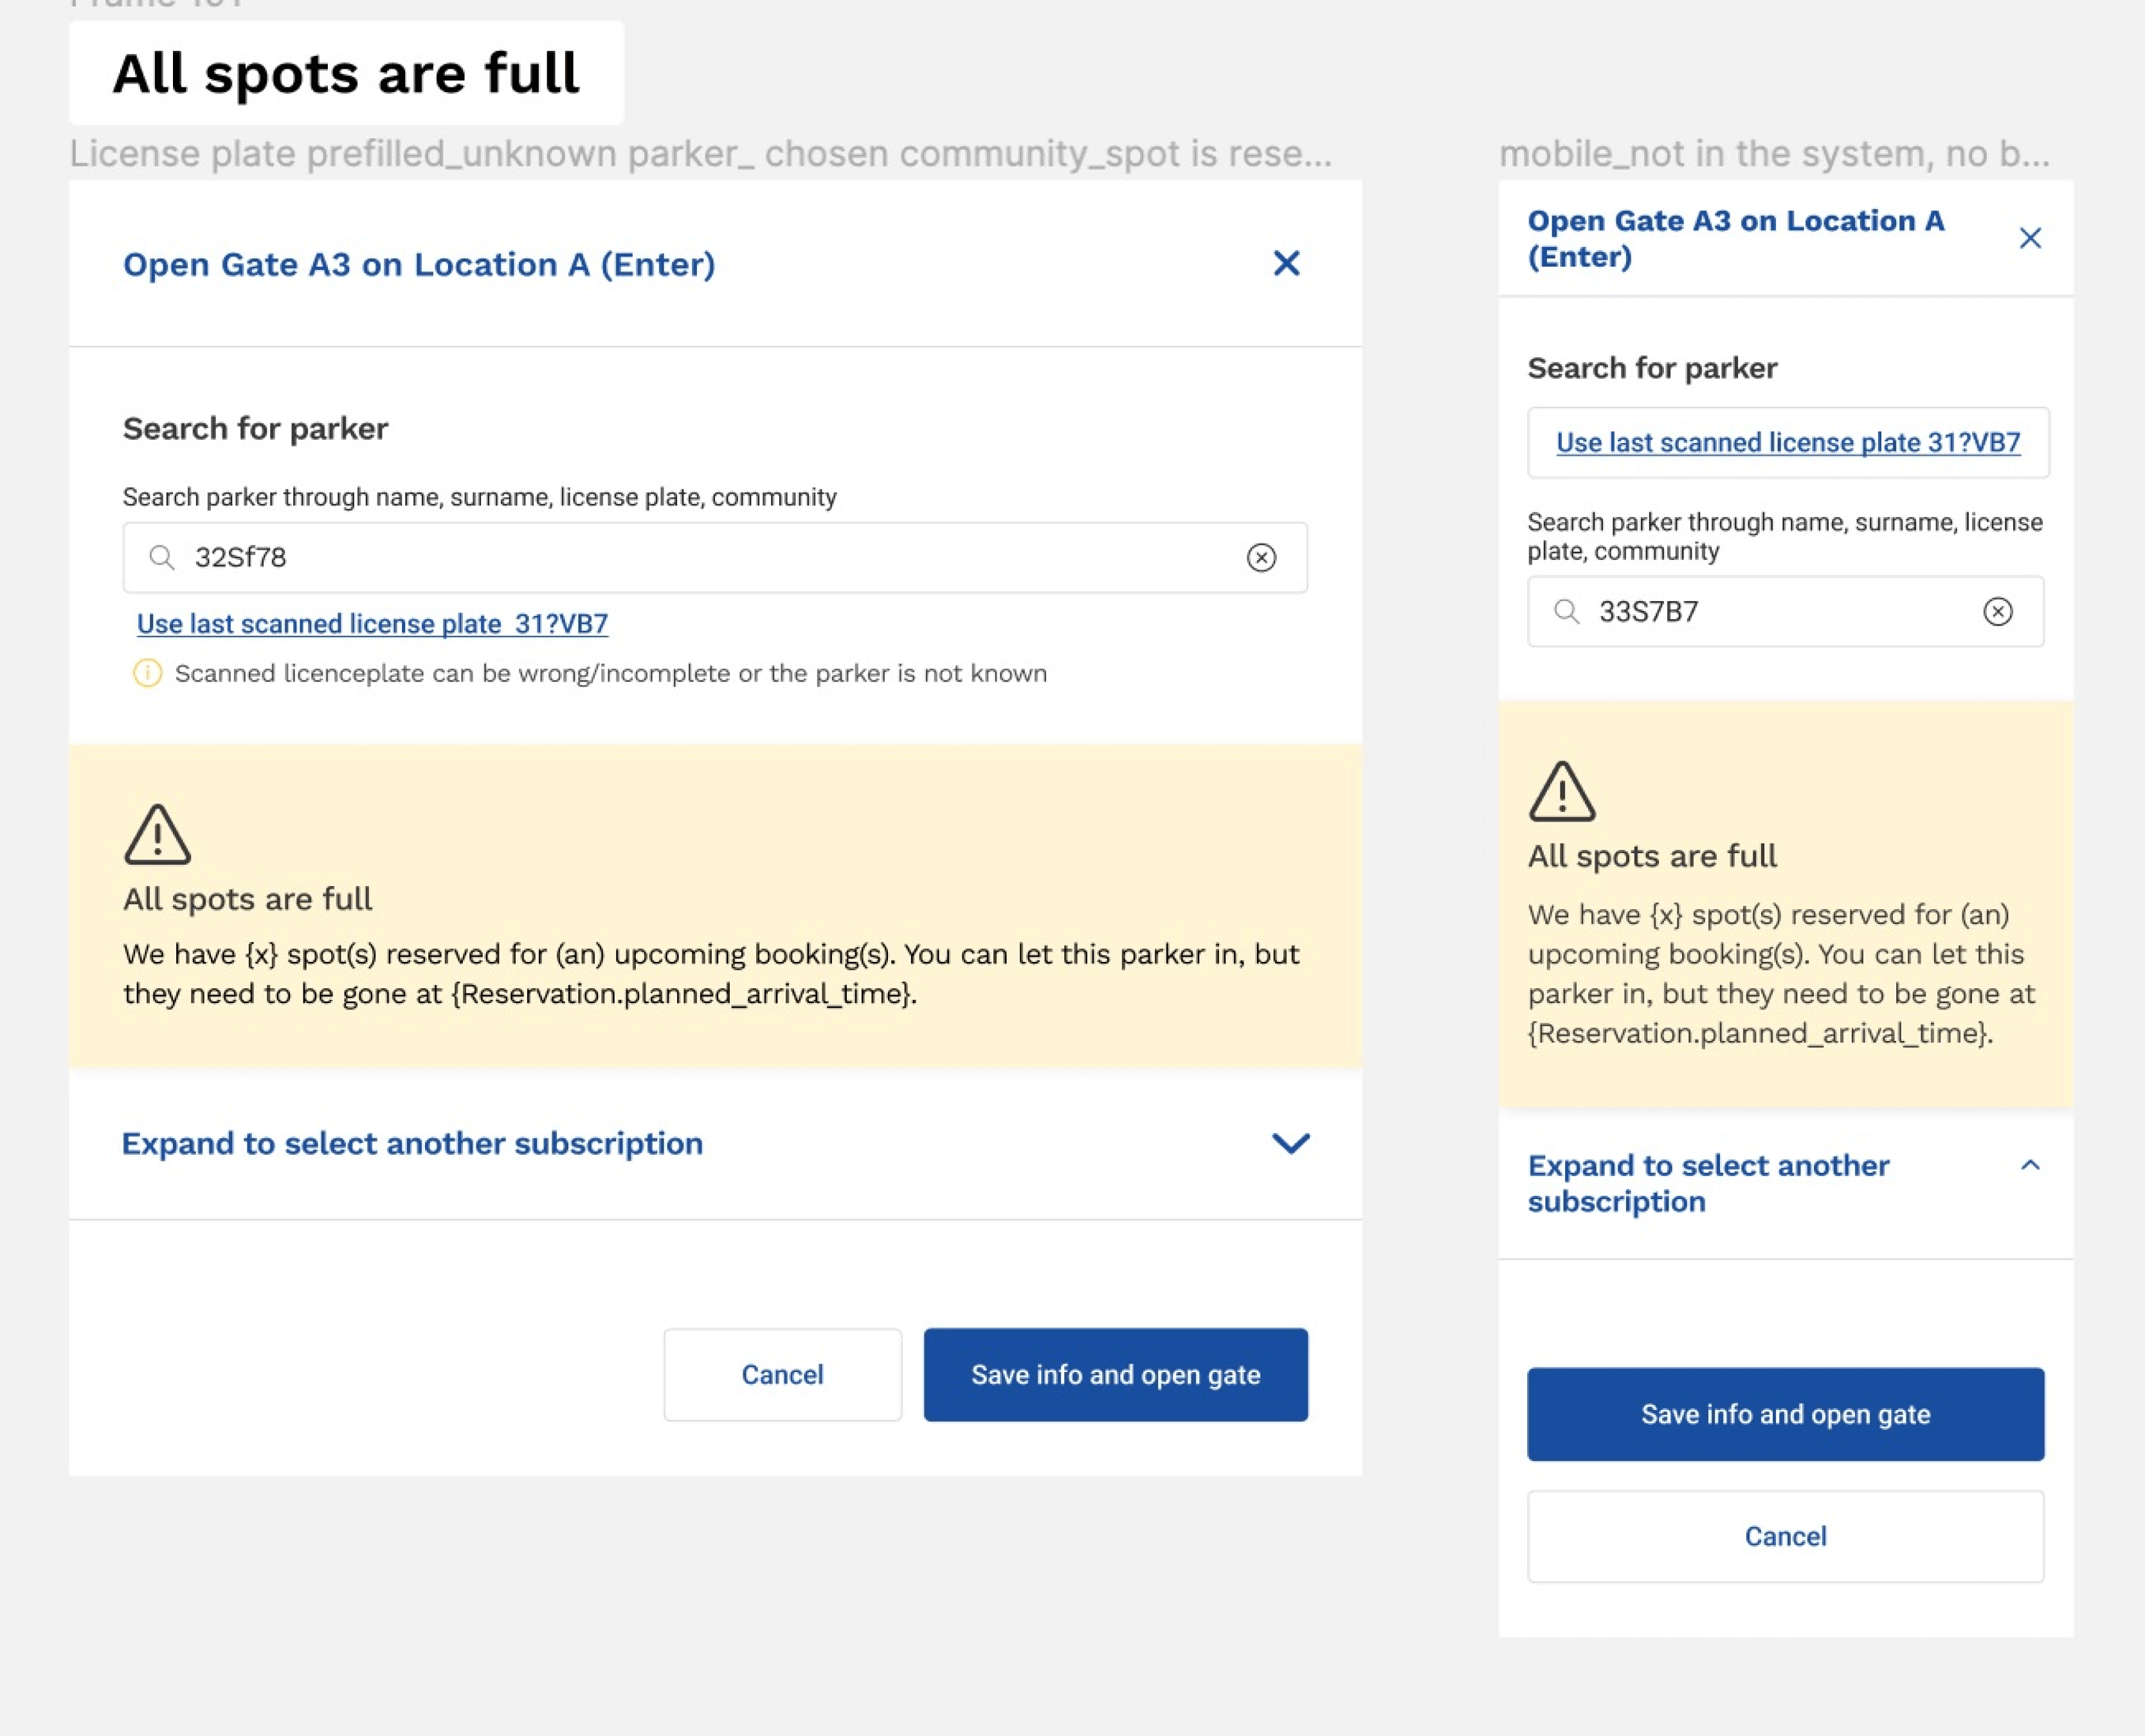 All spots are full
License plate prefilled_unknown parker_ chosen community_spot is rese...
Open Gate A3 on Location A (Enter)
Search for parker
Search parker through name, surname, license plate, community
32Sf78
Use last scanned license plate 31?VB7
Scanned licenceplate can be wrong/incomplete or the parker is not known
All spots are full
We have {x} spot(s) reserved for (an) upcoming booking(s). You can let this parker in, but
they need to be gone at {Reservation.planned_arrival_time}.
Expand to select another subscription
Cancel
Save info and open gate
mobile_not in the system, no b...
Open Gate A3 on Location A
(Enter)
Search for parker
Use last scanned license plate 31?VB7
Search parker through name, surname, license
plate, community
33S7B7
All spots are full
We have {x} spot(s) reserved for (an)
upcoming booking(s). You can let this
parker in, but they need to be gone at
{Reservation.planned_arrival_time}.
Expand to select another
subscription
Save info and open gate
Cancel